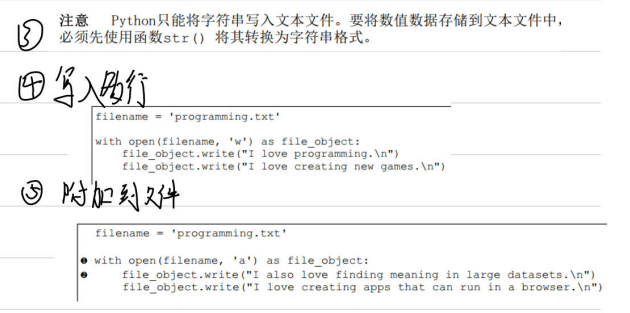 ③ 注意 Python只能将字符串写入文本文件。要将数值数据存储到文本文件中,
必须先使用函数str() 将其转换为字符串格式。
④ 写入多行
filename = 'programming.txt'
with open(filename, 'w') as file_object:
file_object.write("I love programming.\n")
file_object.write("I love creating new games.\n")
⑤ 附加到文件
filename = 'programming.txt'
❶ with open(filename, 'a') as file_object:
❷ file_object.write("I also love finding meaning in large datasets.\n")
file_object.write("I love creating apps that can run in a browser.\n")